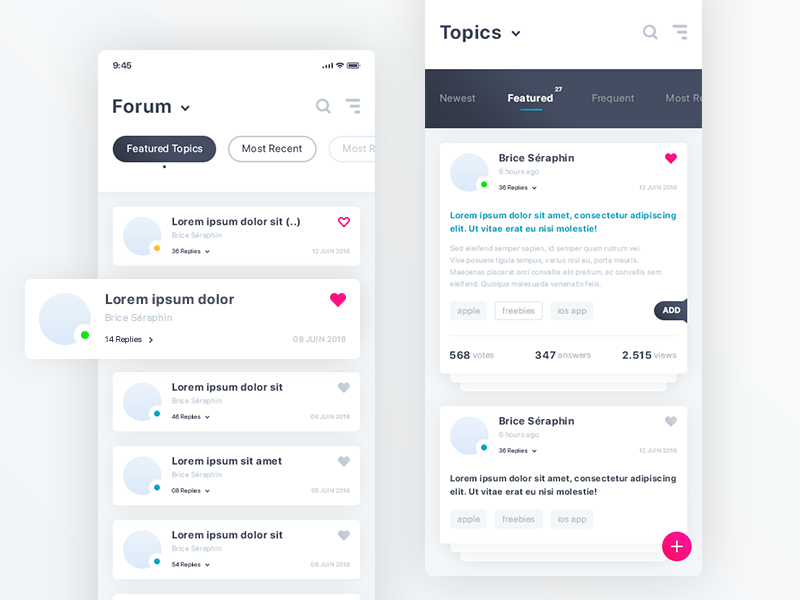 9:45
Forum
Featured Topics
Most Recent
Most R
Lorem ipsum dolor sit (..)
Brice Séraphin
36 Replies
12 JUIN 2018
Lorem ipsum dolor
Brice Séraphin
14 Replies
08 JUIN 2018
Lorem ipsum dolor sit
Brice Séraphin
46 Replies
06 JUIN 2018
Lorem ipsum sit amet
Brice Séraphin
08 Replies
06 JUIN 2018
Lorem ipsum dolor sit
Brice Séraphin
54 Replies
06 JUIN 2018
Topics
Newest
Featured 27
Frequent
Most Re
Brice Séraphin
6 hours ago
36 Replies
12 JUIN 2018
Lorem ipsum dolor sit amet, consectetur adipiscing
elit. Ut vitae erat eu nisi molestie!
Sed eleifend semper sapien, id semper quam rutrum vel.
Vive posuere ligula tempus, varius nisl eu, porta mauris.
Maecenas placerat orci convallis elit pretium, ac convallis sem
eleifend. Quisque malesuada venenatis felis.
apple
freebies
ios app
ADD
568 votes
347 answers
2.515 views
Brice Séraphin
6 hours ago
36 Replies
12 JUIN 2018
Lorem ipsum dolor sit amet, consectetur adipiscing
elit. Ut vitae erat eu nisi molestie!
apple
freebies
ios app